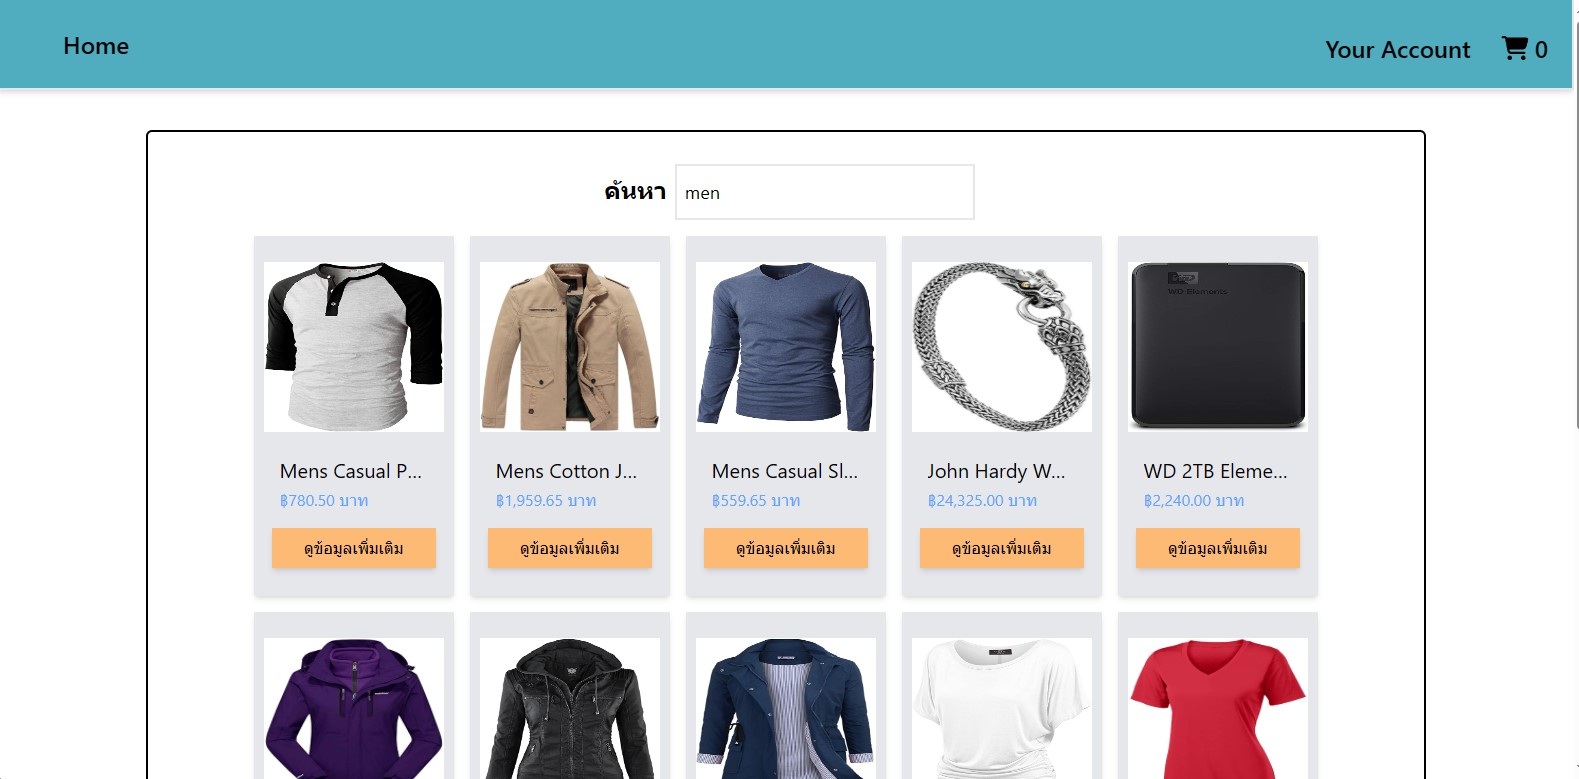 Home
Your Account
0
ค้นหา
men
WD Elements
Mens Casual P...
Mens Cotton J...
Mens Casual Sl...
John Hardy W...
WD 2TB Eleme...
฿780.50 บาท
฿1,959.65 บาท
฿559.65 บาท
฿24,325.00 บาท
฿2,240.00 บาท
ดูข้อมูลเพิ่มเติม
ดูข้อมูลเพิ่มเติม
ดูข้อมูลเพิ่มเติม
ดูข้อมูลเพิ่มเติม
ดูข้อมูลเพิ่มเติม